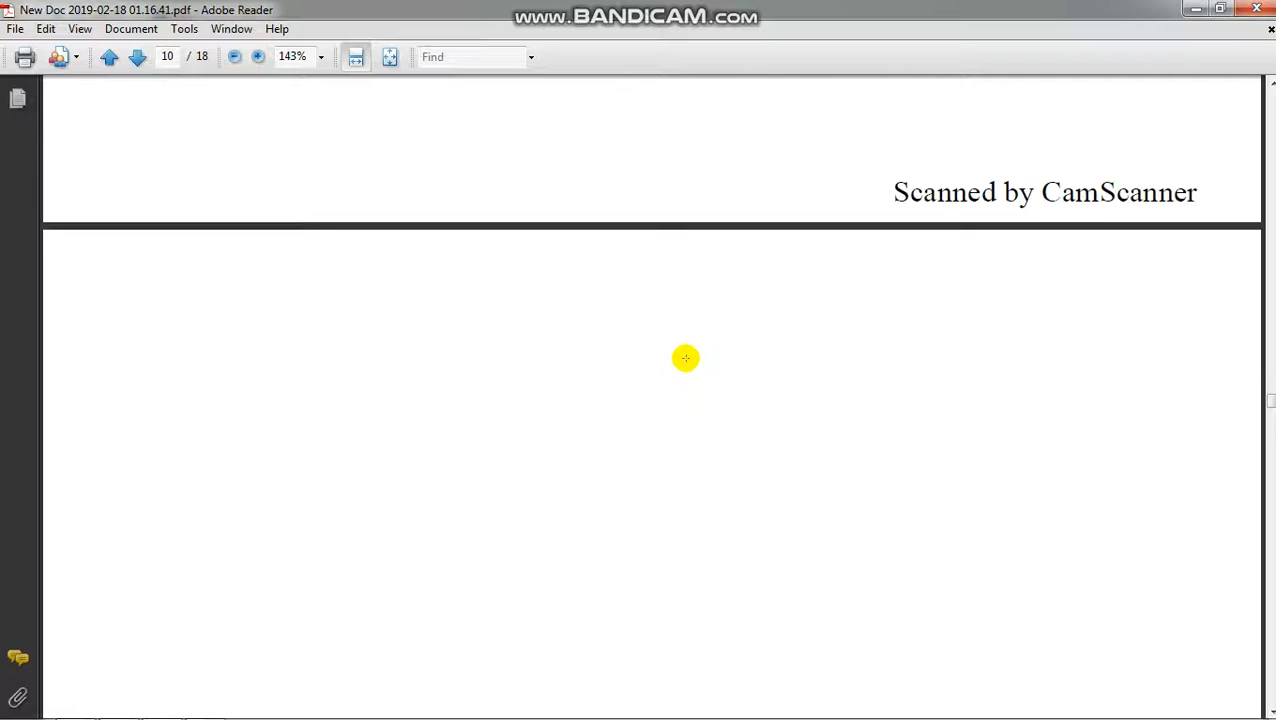 New Doc 2019-02-18 01.16.41.pdf - Adobe Reader
www.BANDICAM.com
File Edit View Document Tools Window Help
10 / 18 143% Find
Scanned by CamScanner